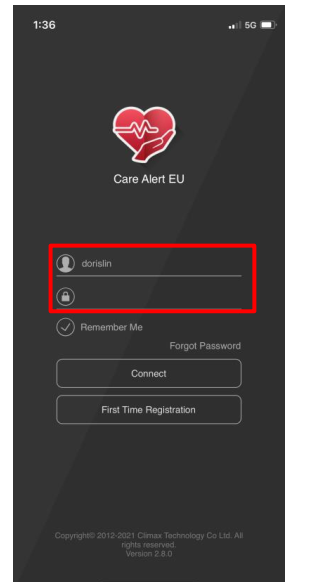 1:36
5G
Care Alert EU
dorislin
Remember Me
Forgot Password
Connect
First Time Registration
Copyright© 2012-2021 Climax Technology Co.Ltd. All
rights reserved.
Version 2.8.0